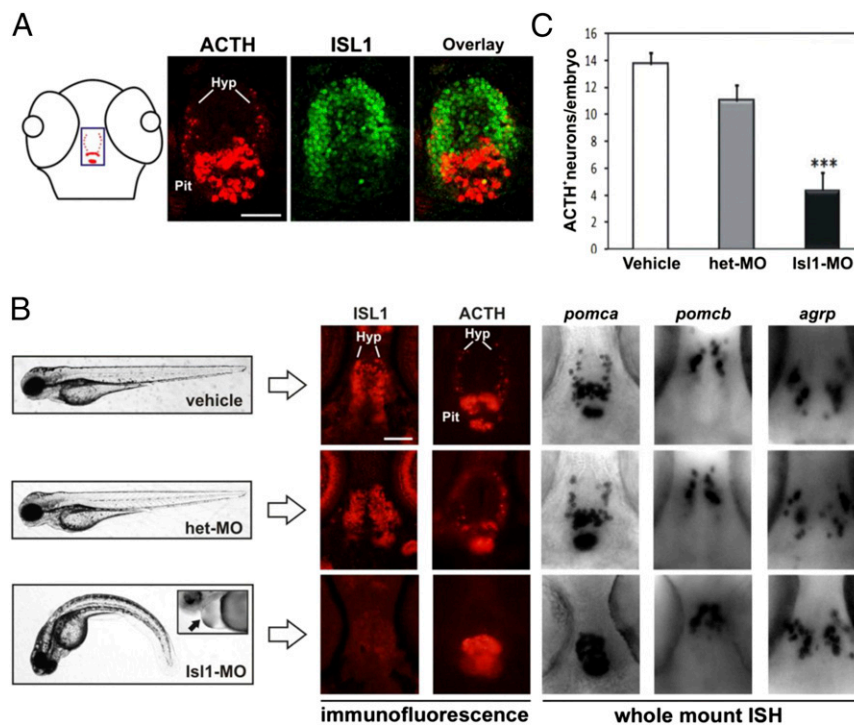 A
ACTH
ISL1
Overlay
Hyp
Hyp
Pit
C
ACTH⁺neurons/embryo
16
14
12
10
8
6
4
2
0
***
Vehicle
het-MO
Isl1-MO
B
ISL1
ACTH
pomca
pomcb
agrp
Hyp
Hyp
Pit
vehicle
het-MO
Isl1-MO
immunofluorescence
whole mount ISH